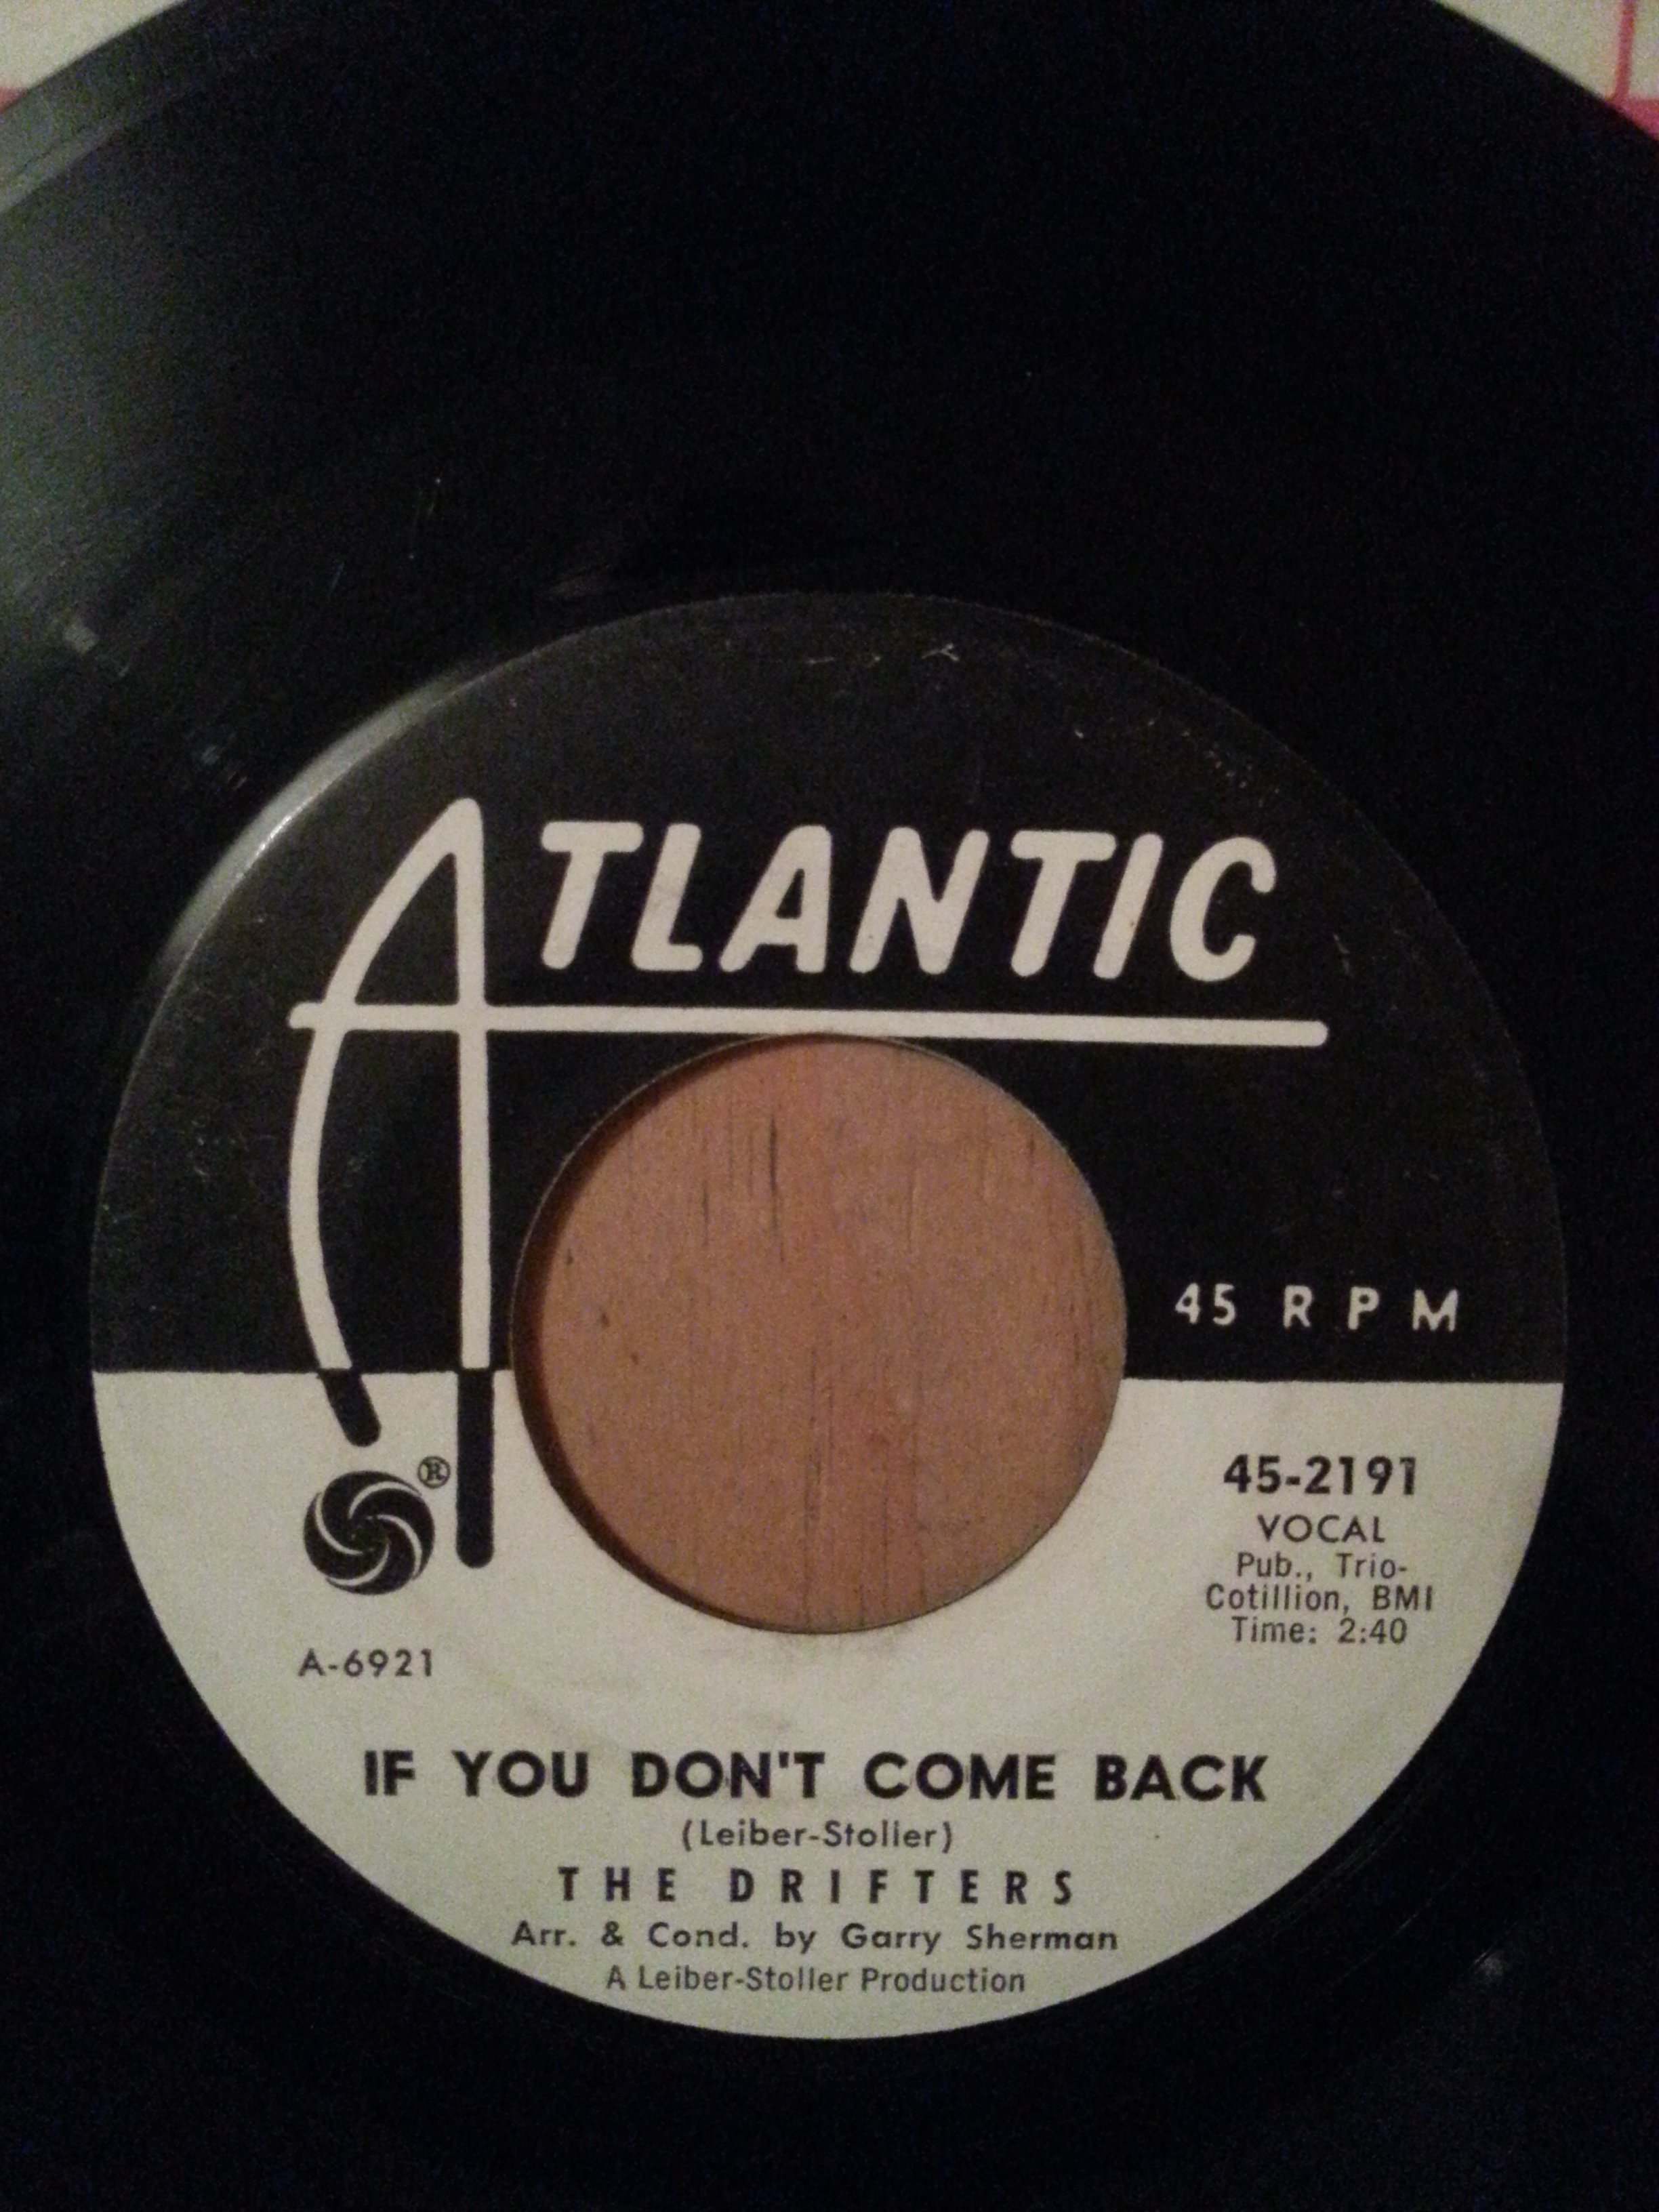 ATLANTIC
45 RPM
®
45-2191
VOCAL
Pub., Trio-
Cotillion, BMI
Time: 2:40
A-6921
IF YOU DON'T COME BACK
(Leiber-Stoller)
THE DRIFTERS
Arr. & Cond. by Garry Sherman
A Leiber-Stoller Production